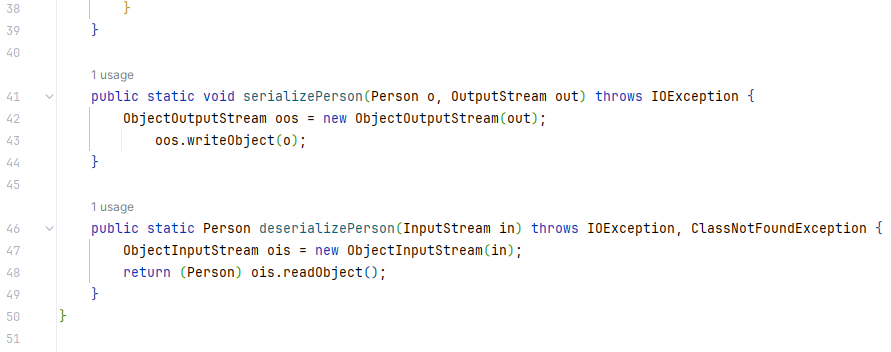 38 }
39 }
40
1 usage
41 public static void serializePerson(Person o, OutputStream out) throws IOException {
42 ObjectOutputStream oos = new ObjectOutputStream(out);
43 oos.writeObject(o);
44 }
45
1 usage
46 public static Person deserializePerson(InputStream in) throws IOException, ClassNotFoundException {
47 ObjectInputStream ois = new ObjectInputStream(in);
48 return (Person) ois.readObject();
49 }
50 }
51